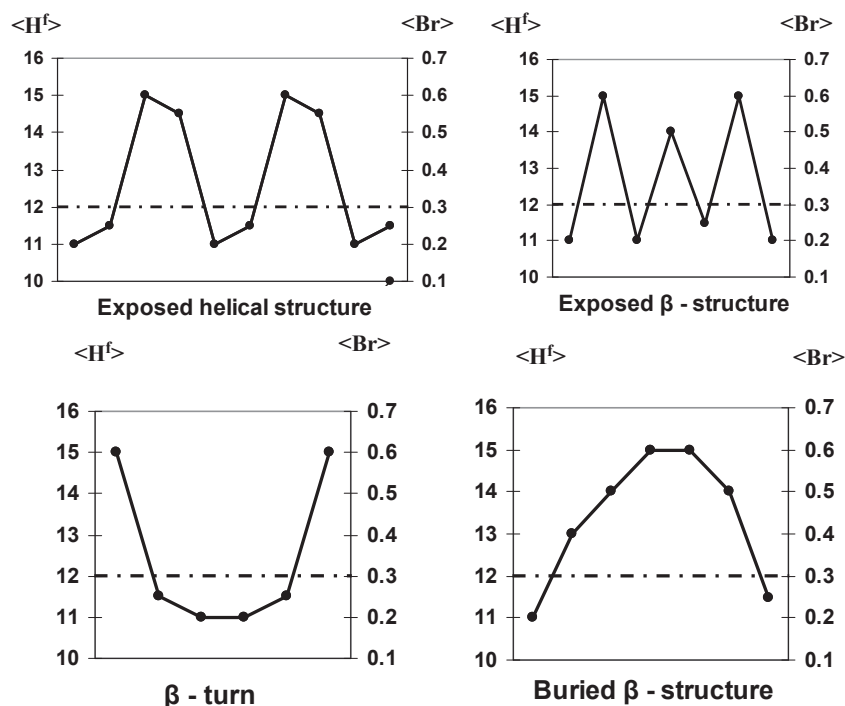 <Hᶠ> <Br> <Hᶠ> <Br>
16 0.7 16 0.7
15 0.6 15 0.6
14 0.5 14 0.5
13 0.4 13 0.4
12 0.3 12 0.3
11 0.2 11 0.2
10 0.1 10 0.1
Exposed helical structure Exposed β - structure
<Hᶠ> <Br> <Hᶠ> <Br>
16 0.7 16 0.7
15 0.6 15 0.6
14 0.5 14 0.5
13 0.4 13 0.4
12 0.3 12 0.3
11 0.2 11 0.2
10 0.1 10 0.1
β - turn Buried β - structure